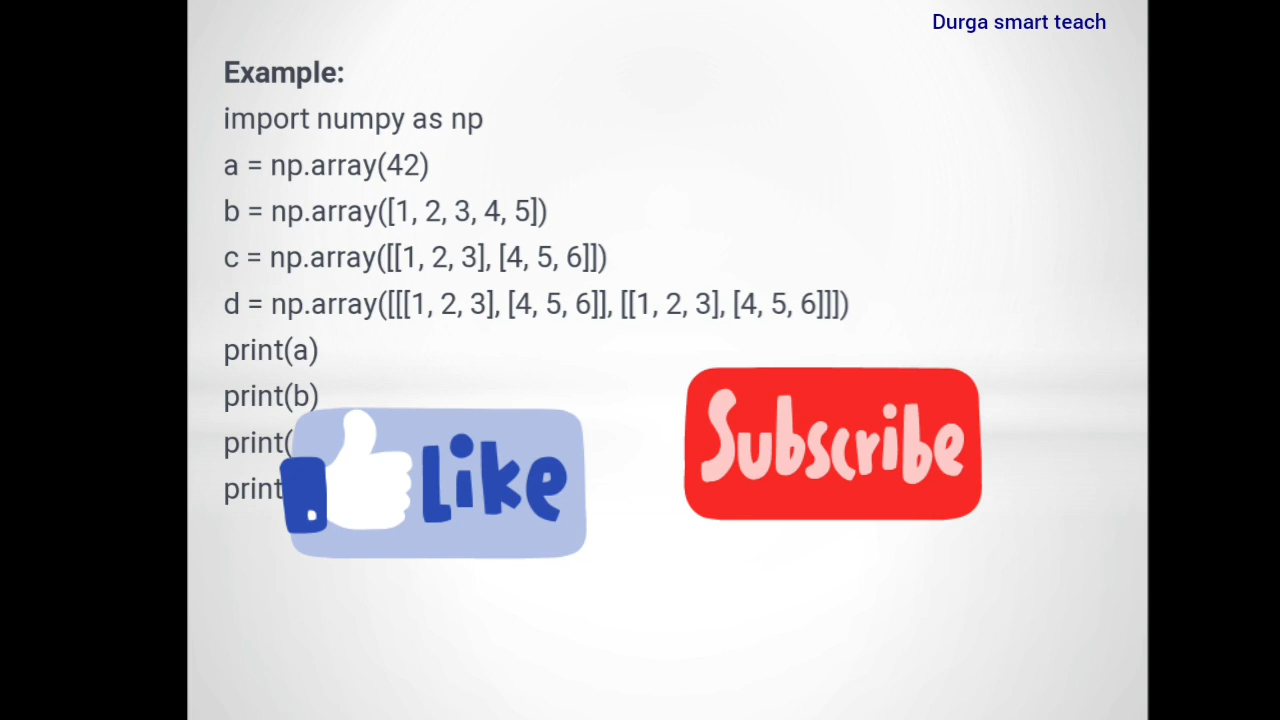 Durga smart teach
Example:
import numpy as np
a = np.array(42)
b = np.array([1, 2, 3, 4, 5])
c = np.array([[1, 2, 3], [4, 5, 6]])
d = np.array([[[1, 2, 3], [4, 5, 6]], [[1, 2, 3], [4, 5, 6]]])
print(a)
print(b)
print(
print
Like
Subscribe